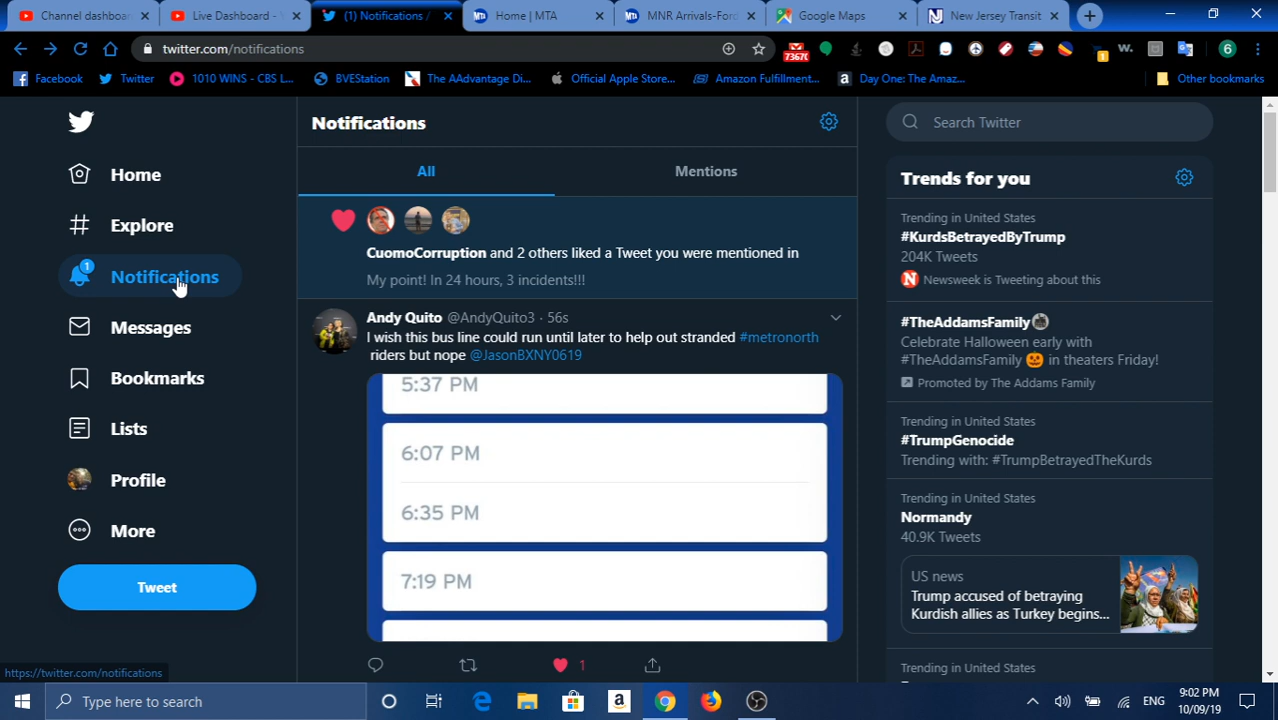 Channel dashboar
Live Dashboard - Y
(1) Notifications /
Home | MTA
MNR Arrivals-Ford
Google Maps
New Jersey Transit
twitter.com/notifications
7367
6
Facebook
Twitter
1010 WINS - CBS L...
BVEStation
The AAdvantage Di...
Official Apple Store...
Amazon Fulfillment...
Day One: The Amaz...
Other bookmarks
Home
Explore
1
Notifications
Messages
Bookmarks
Lists
Profile
More
Tweet
Notifications
All
Mentions
CuomoCorruption and 2 others liked a Tweet you were mentioned in
My point! In 24 hours, 3 incidents!!!
Andy Quito @AndyQuito3 · 56s
I wish this bus line could run until later to help out stranded #metronorth
riders but nope @JasonBXNY0619
5:37 PM
6:07 PM
6:35 PM
7:19 PM
1
Search Twitter
Trends for you
Trending in United States
#KurdsBetrayedByTrump
204K Tweets
Newsweek is Tweeting about this
#TheAddamsFamily
Celebrate Halloween early with
#TheAddamsFamily 🎃 in theaters Friday!
Promoted by The Addams Family
Trending in United States
#TrumpGenocide
Trending with: #TrumpBetrayedTheKurds
Trending in United States
Normandy
40.9K Tweets
US news
Trump accused of betraying
Kurdish allies as Turkey begins...
Trending in United States
https://twitter.com/notifications
Type here to search
ENG
9:02 PM
10/09/19